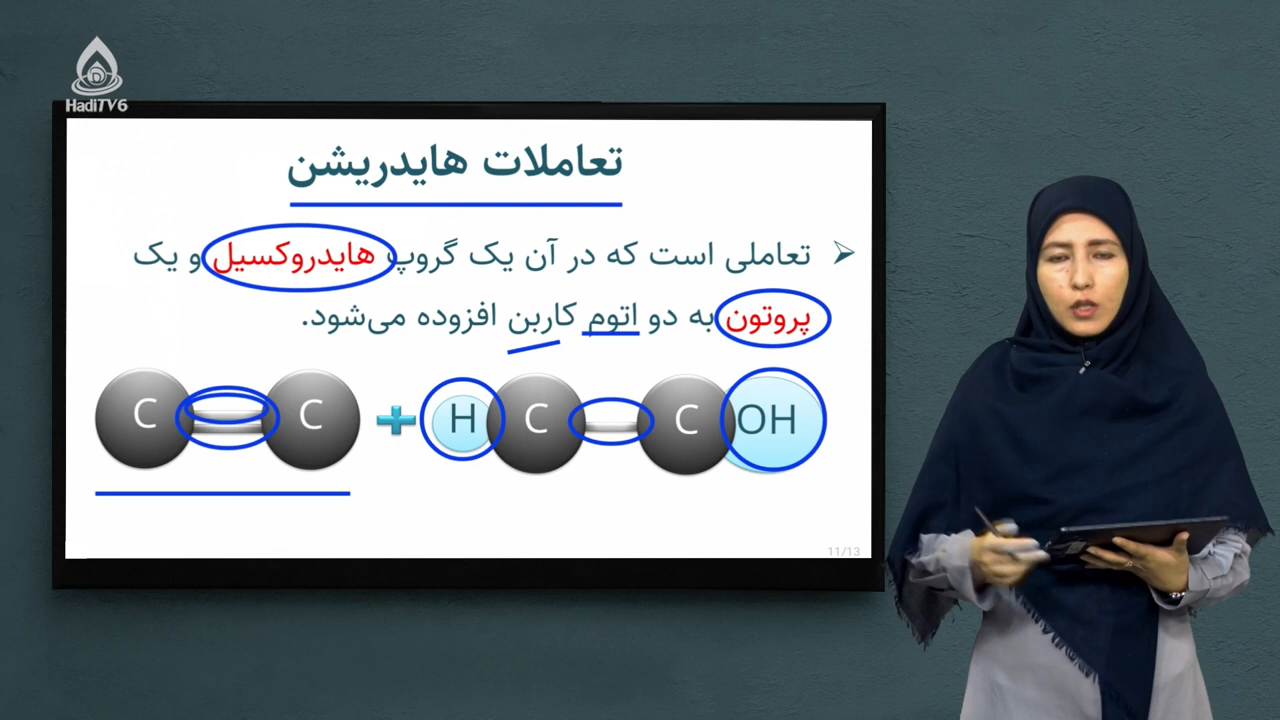 HadiTV6
تعاملات هایدریشن
تعاملی است که در آن یک گروپ هایدروکسیل و یک
پروتون به دو اتوم کاربن افزوده می‌شود.
C C + H C C OH
11/13